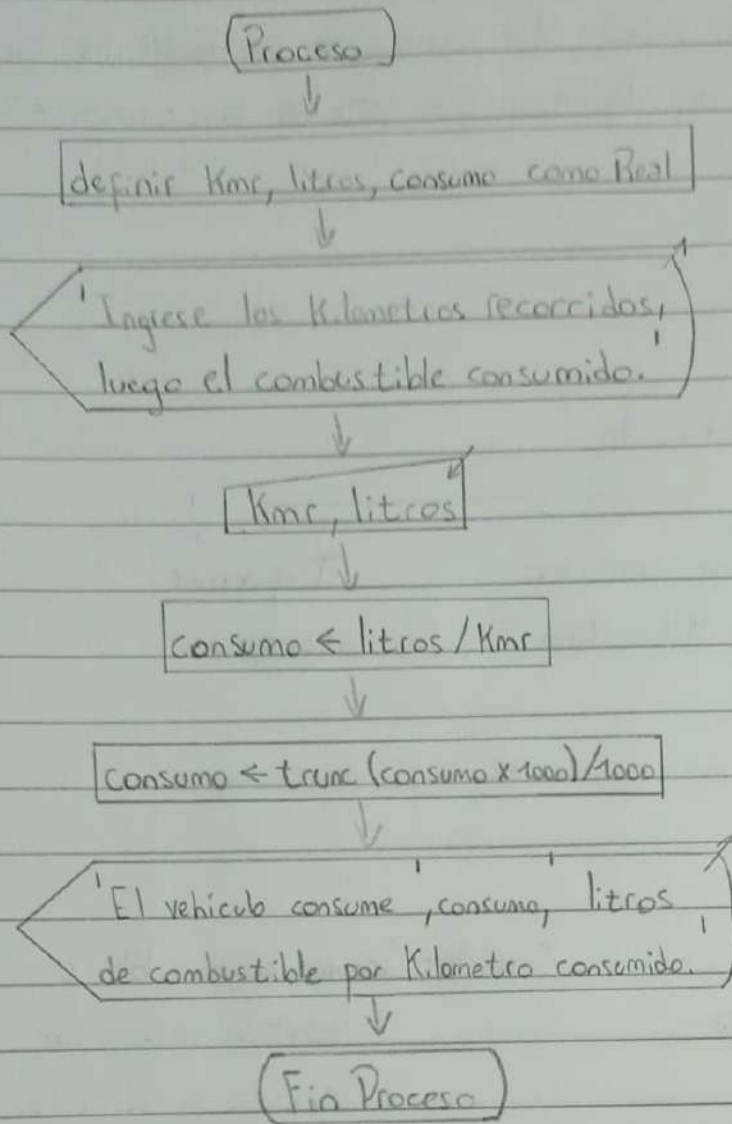 Proceso
definir Kmr, litros, consumo como Real
'Ingrese los Kilometros recorridos,
luego el combustible consumido.'
Kmr, litros
consumo ← litros / Kmr
consumo ← trunc (consumo x 1000)/1000
'El vehiculo consume', consumo, 'litros
de combustible por Kilometro consumido.'
Fin Proceso